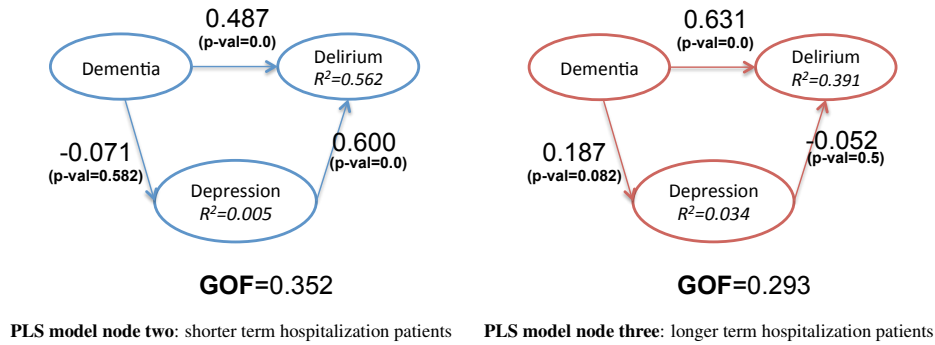 0.487
(p-val=0.0)
Dementia
Delirium
R²=0.562
-0.071
(p-val=0.582)
0.600
(p-val=0.0)
Depression
R²=0.005
GOF=0.352
PLS model node two: shorter term hospitalization patients
0.631
(p-val=0.0)
Dementia
Delirium
R²=0.391
0.187
(p-val=0.082)
-0.052
(p-val=0.5)
Depression
R²=0.034
GOF=0.293
PLS model node three: longer term hospitalization patients